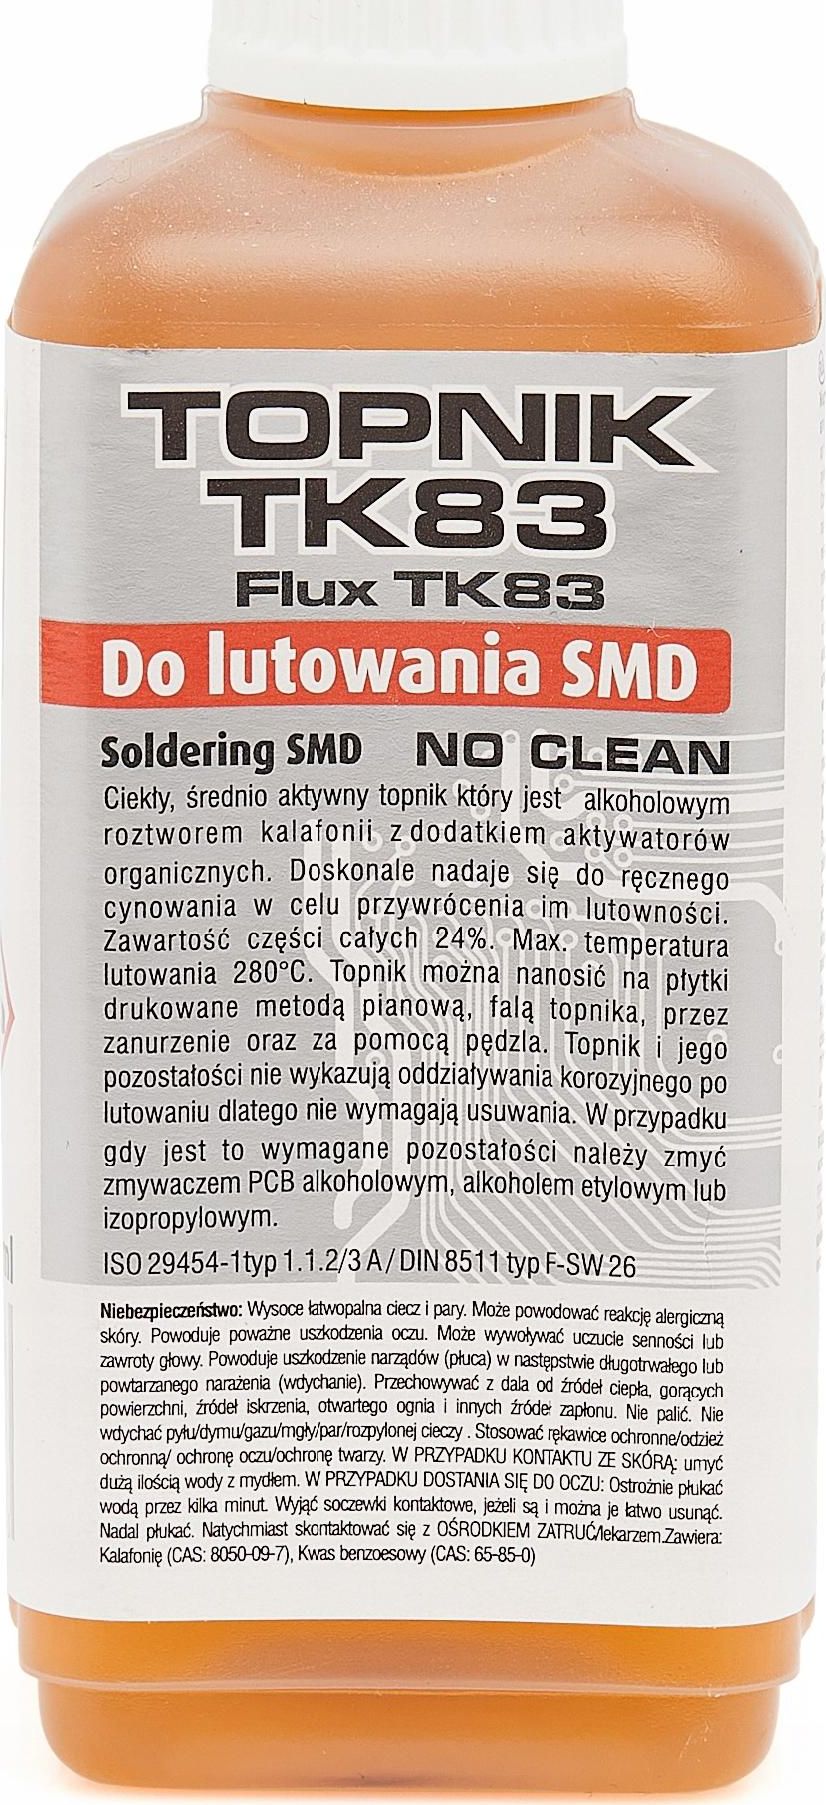 TOPNIK
TK83
Flux TK83
Do lutowania SMD
Soldering SMD NO CLEAN
Ciekły, średnio aktywny topnik który jest alkoholowym
roztworem kalafonii z dodatkiem aktywatorów
organicznych. Doskonale nadaje się do ręcznego
cynowania w celu przywrócenia im lutowności.
Zawartość części całych 24%. Max. temperatura
lutowania 280°C. Topnik można nanosić na płytki
drukowane metodą pianową, falą topnika, przez
zanurzenie oraz za pomocą pędzla. Topnik i jego
pozostałości nie wykazują oddziaływania korozyjnego po
lutowaniu dlatego nie wymagają usuwania. W przypadku
gdy jest to wymagane pozostałości należy zmyć
zmywaczem PCB alkoholowym, alkoholem etylowym lub
izopropylowym.
ISO 29454-1typ 1.1.2/3 A / DIN 8511 typ F-SW 26
Niebezpieczeństwo: Wysoce łatwopalna ciecz i pary. Może powodować reakcję alergiczną
skóry. Powoduje poważne uszkodzenia oczu. Może wywoływać uczucie senności lub
zawroty głowy. Powoduje uszkodzenie narządów (płuca) w następstwie długotrwałego lub
powtarzanego narażenia (wdychanie). Przechowywać z dala od źródeł ciepła, gorących
powierzchni, źródeł iskrzenia, otwartego ognia i innych źródeł zapłonu. Nie palić. Nie
wdychać pyłu/dymu/gazu/mgły/par/rozpylonej cieczy . Stosować rękawice ochronne/odzież
ochronną/ ochronę oczu/ochronę twarzy. W PRZYPADKU KONTAKTU ZE SKÓRĄ: umyć
dużą ilością wody z mydłem. W PRZYPADKU DOSTANIA SIĘ DO OCZU: Ostrożnie płukać
wodą przez kilka minut. Wyjąć soczewki kontaktowe, jeżeli są i można je łatwo usunąć.
Nadal płukać. Natychmiast skontaktować się z OŚRODKIEM ZATRUĆ/lekarzem.Zawiera:
Kalafonię (CAS: 8050-09-7), Kwas benzoesowy (CAS: 65-85-0)